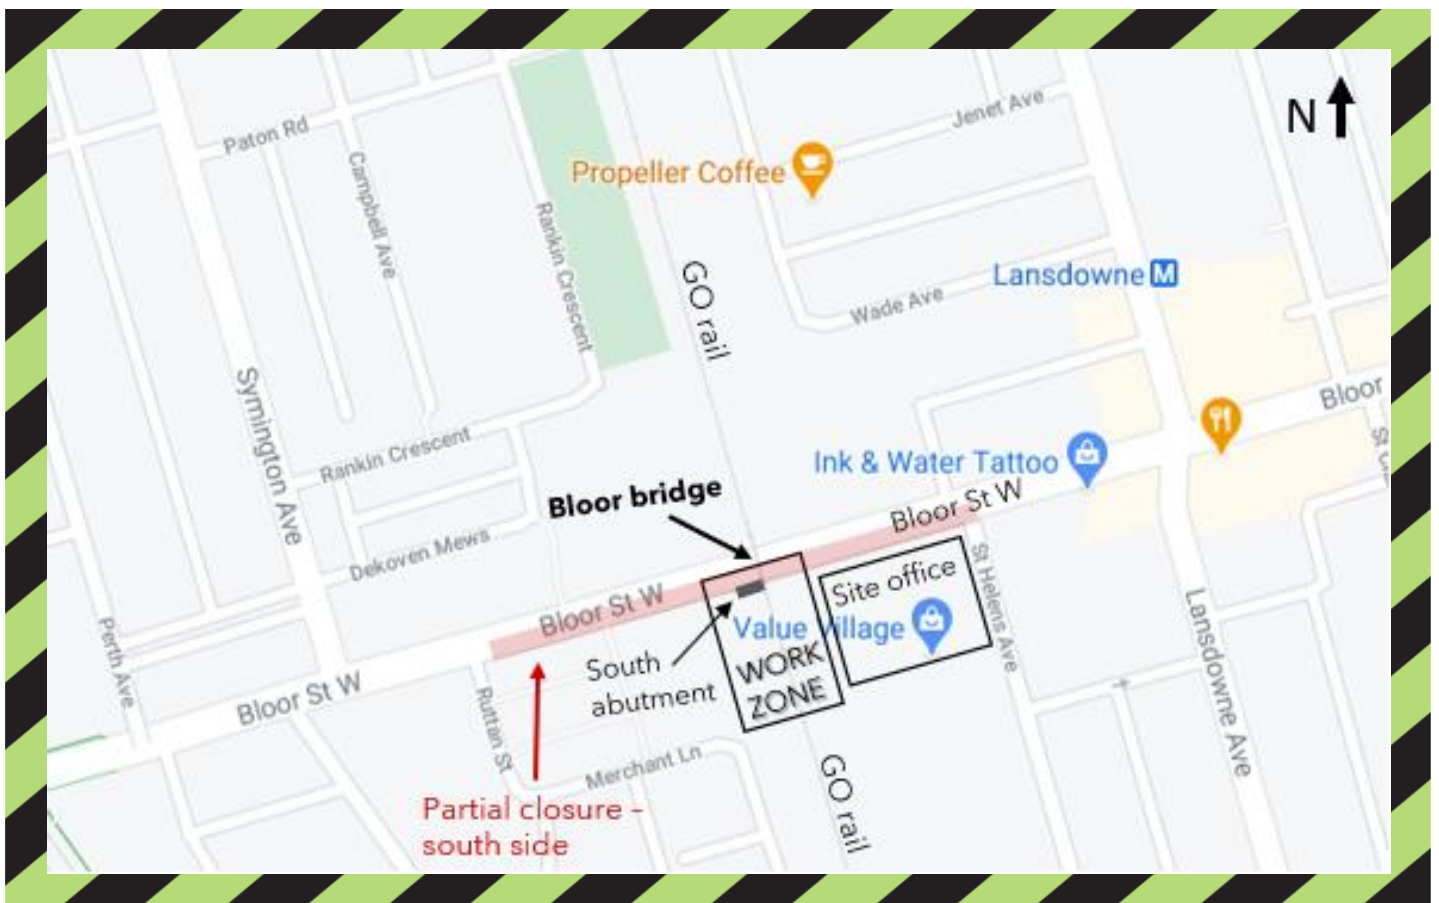 N
Jenet Ave
Paton Rd
Propeller Coffee
Campbell Ave
Rankin Crescent
GO rail
Lansdowne M
Wade Ave
Symington Ave
Bloor
Rankin Crescent
Ink & Water Tattoo
Bloor bridge
Bloor St W
Dekoven Mews
St Helens Ave
Site office
Bloor St W
Value Village
Perth Ave
South
abutment
WORK
ZONE
Lansdowne Ave
Bloor St W
Ruttan St
Merchant Ln
GO rail
Partial closure -
south side